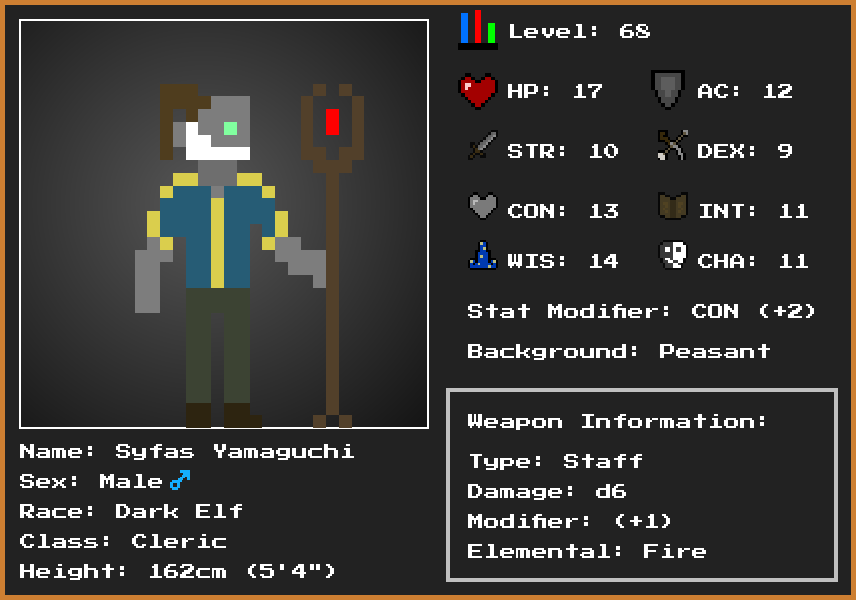 Level: 68
HP: 17 AC: 12
STR: 10 DEX: 9
CON: 13 INT: 11
WIS: 14 CHA: 11
Stat Modifier: CON (+2)
Background: Peasant
Weapon Information:
Type: Staff
Damage: d6
Modifier: (+1)
Elemental: Fire
Name: Syfas Yamaguchi
Sex: Male♂
Race: Dark Elf
Class: Cleric
Height: 162cm (5'4")